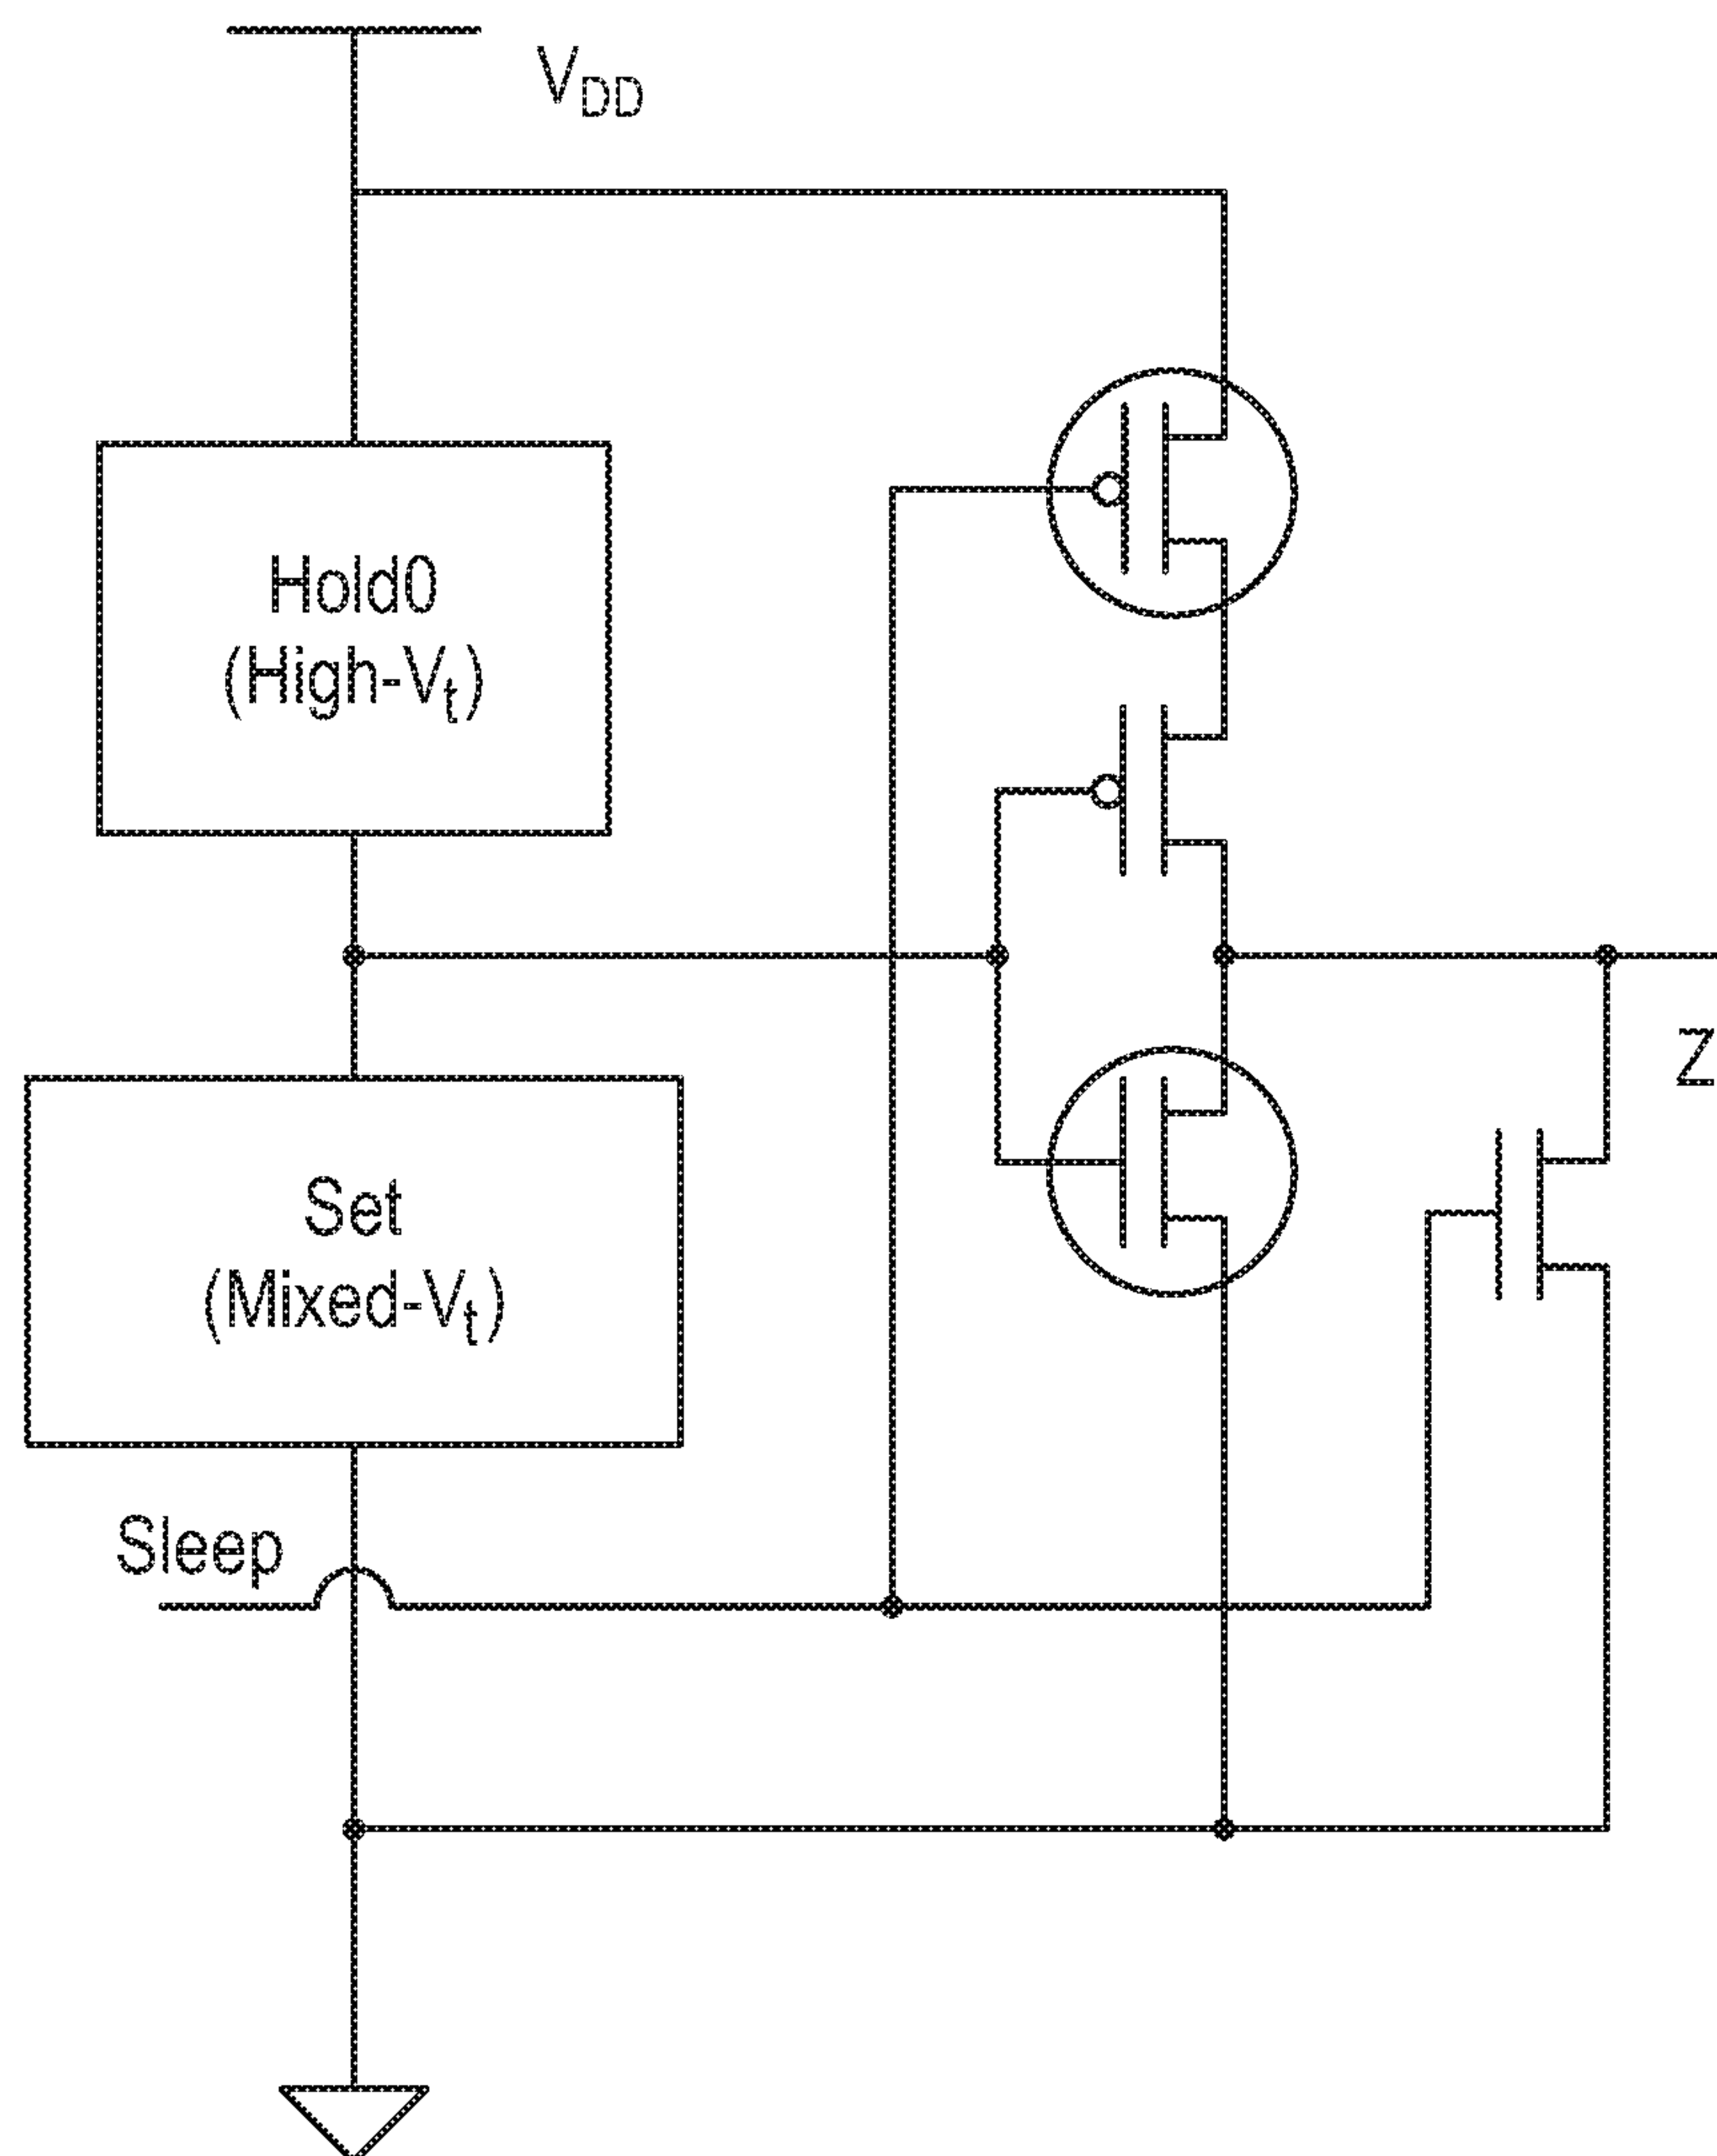 VDD
Hold0
(High-Vt)
Set
(Mixed-Vt)
Sleep
Z